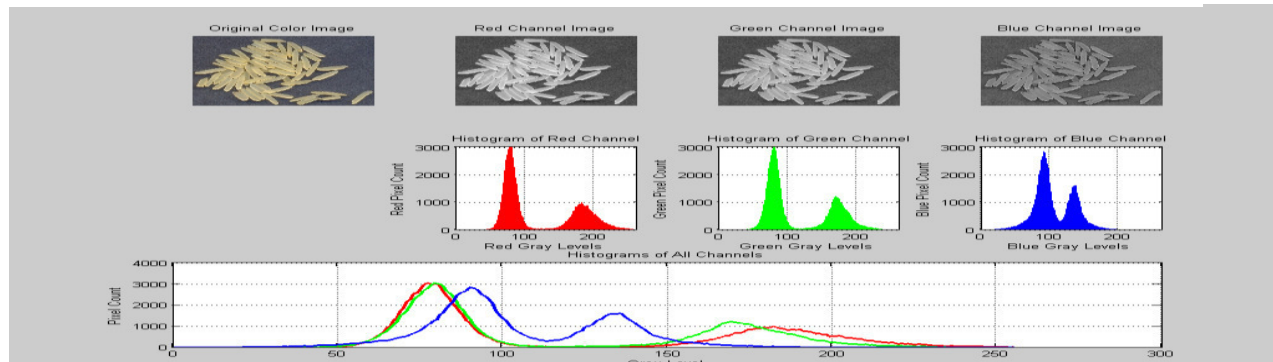 Original Color Image
Red Channel Image
Green Channel Image
Blue Channel Image
Histogram of Red Channel
Histogram of Green Channel
Histogram of Blue Channel
3000
2000
1000
0
Red Pixel Count
0 100 200
Red Gray Levels
3000
2000
1000
0
Green Pixel Count
0 100 200
Green Gray Levels
3000
2000
1000
0
Blue Pixel Count
0 100 200
Blue Gray Levels
Histograms of All Channels
4000
3000
2000
1000
0
Pixel Count
0 50 100 150 200 250 300